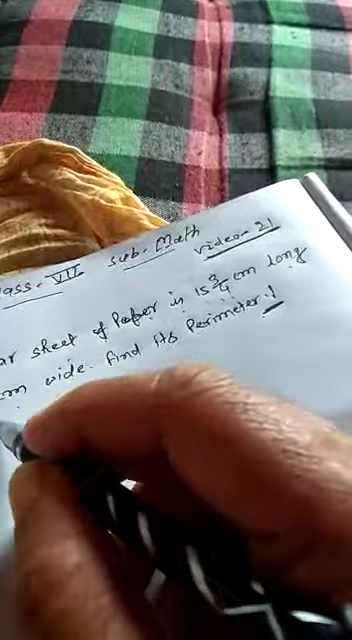 ass - VII sub. Math
video - 21
ar sheet of Paper is 15 3/4 cm long
cm wide. find its Perimeter.!